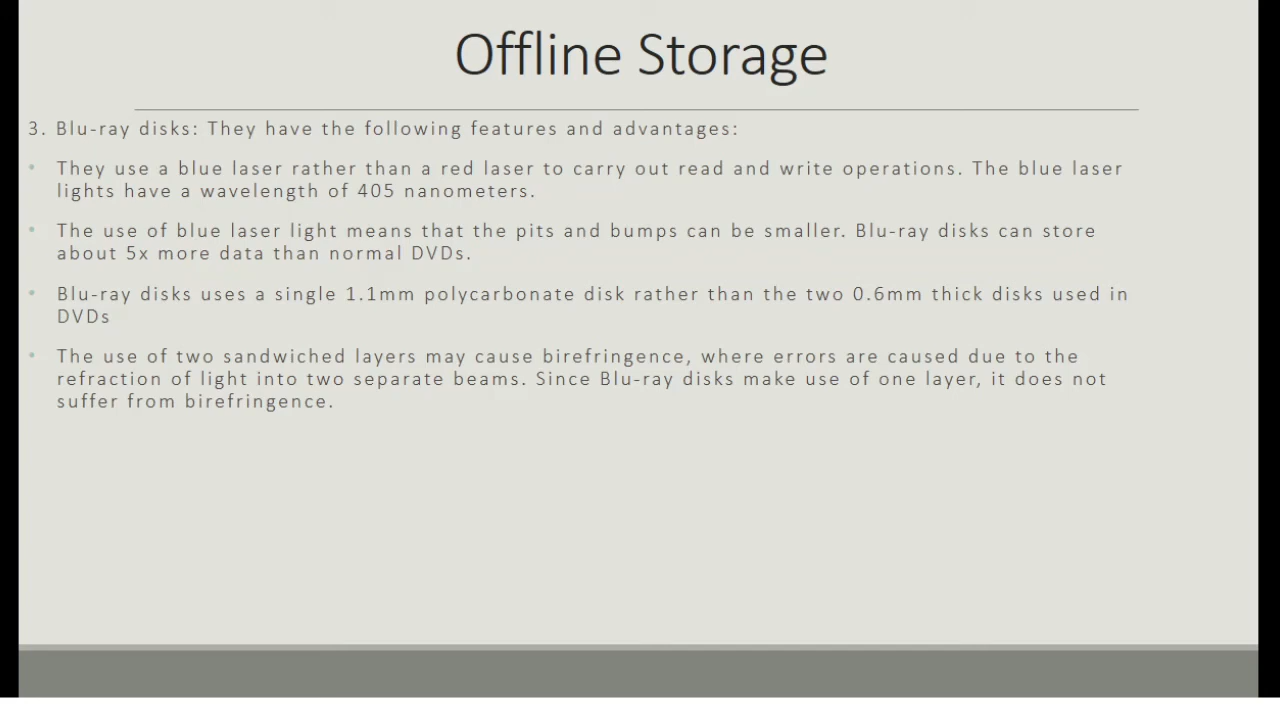 Offline Storage
3. Blu-ray disks: They have the following features and advantages:
• They use a blue laser rather than a red laser to carry out read and write operations. The blue laser
lights have a wavelength of 405 nanometers.
• The use of blue laser light means that the pits and bumps can be smaller. Blu-ray disks can store
about 5x more data than normal DVDs.
• Blu-ray disks uses a single 1.1mm polycarbonate disk rather than the two 0.6mm thick disks used in
DVDs
• The use of two sandwiched layers may cause birefringence, where errors are caused due to the
refraction of light into two separate beams. Since Blu-ray disks make use of one layer, it does not
suffer from birefringence.